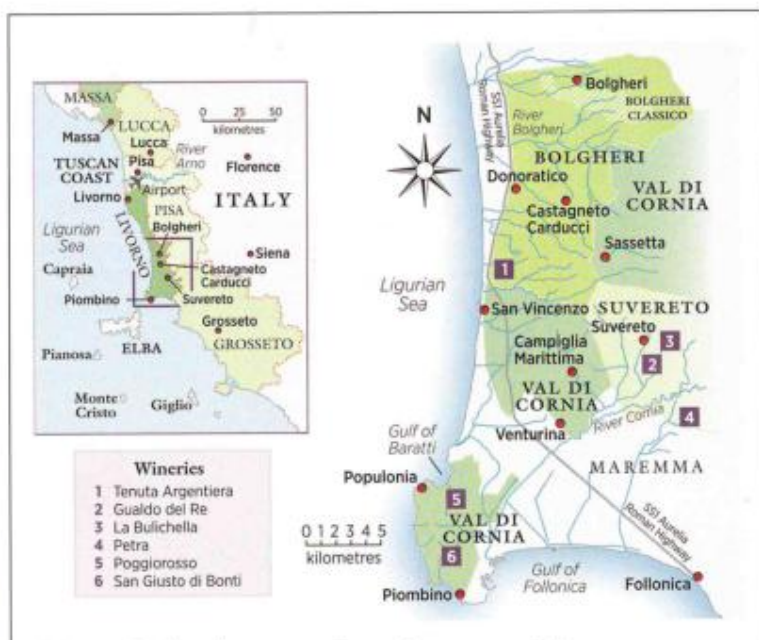 MASSA
Massa
LUCCA
Lucca
Pisa
TUSCAN
COAST
Airport
Livorno
River
Arno
Florence
0 25 50
kilometres
ITALY
PISA
Bolgheri
LIVORNO
Ligurian
Sea
Capraia
Siena
Castagneto
Carducci
Suvereto
Piombino
Grosseto
GROSSETO
ELBA
Pianosa
Monte
Cristo
Giglio
Wineries
1 Tenuta Argentiera
2 Gualdo del Re
3 La Bulichella
4 Petra
5 Poggiorosso
6 San Giusto di Bonti
N
SS1 Aurelia
Roman Highway
Bolgheri
BOLGHERI
CLASSICO
River
Bolgheri
BOLGHERI
Donoratico
Castagneto
Carducci
VAL DI
CORNIA
Sassetta
1
Ligurian
Sea
San Vincenzo
SUVERETO
Suvereto
3
2
Campiglia
Marittima
VAL DI
CORNIA
River Cornia
4
Venturina
Gulf of
Baratti
MAREMMA
Populonia
5
VAL DI
CORNIA
6
0 1 2 3 4 5
kilometres
SS1 Aurelia
Roman Highway
Gulf of
Follonica
Follonica
Piombino